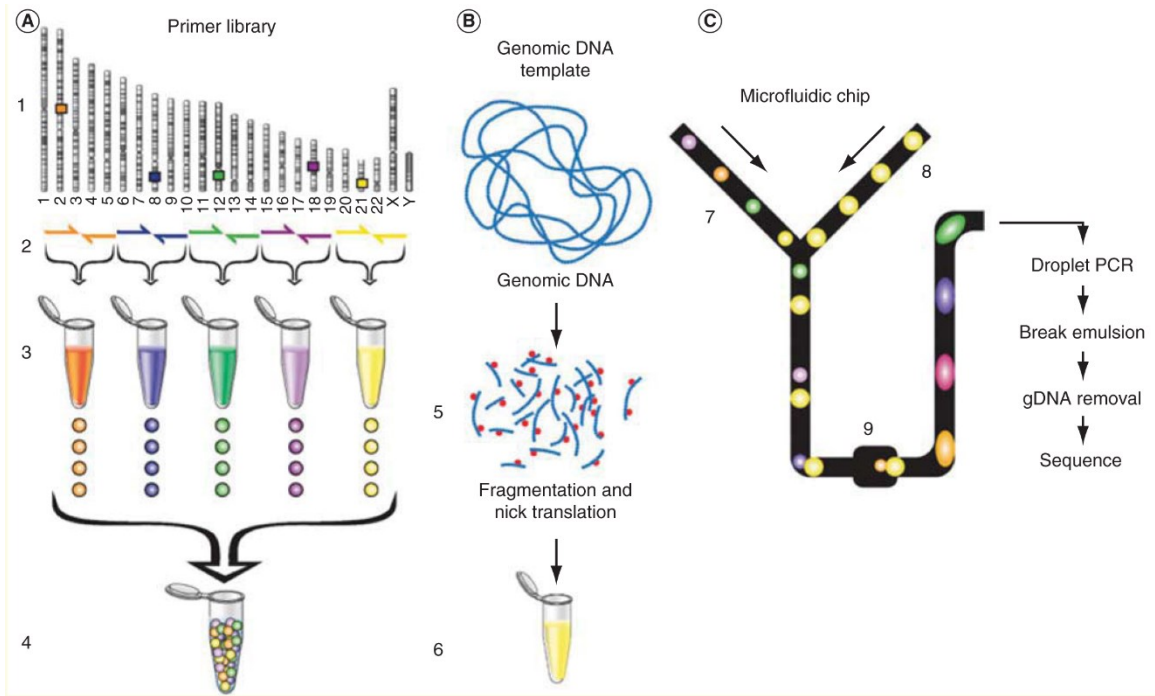 A
Primer library
1
1 2 3 4 5 6 7 8 9 10 11 12 13 14 15 16 17 18 19 20 21 22 X Y
2
3
4
B
Genomic DNA
template
Genomic DNA
5
Fragmentation and
nick translation
6
C
Microfluidic chip
7
8
9
Droplet PCR
Break emulsion
gDNA removal
Sequence